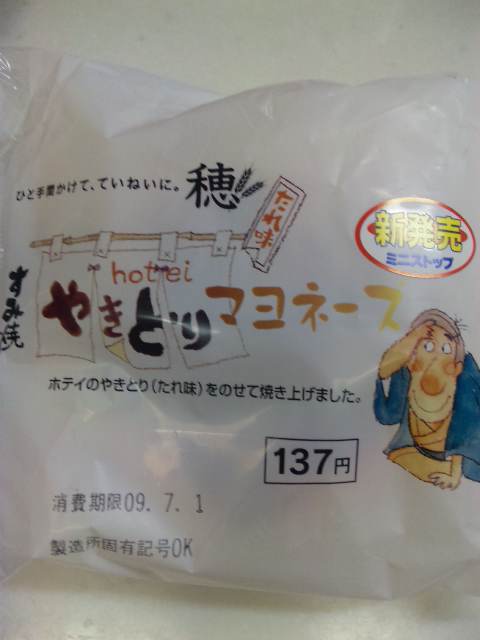 ひと手間かけて、ていねいに。
穂
たれ味
新発売
ミニストップ
hotei
すみ焼
やきとりマヨネーズ
ホテイのやきとり(たれ味)をのせて焼き上げました。
137円
消費期限09.7.1
製造所固有記号OK